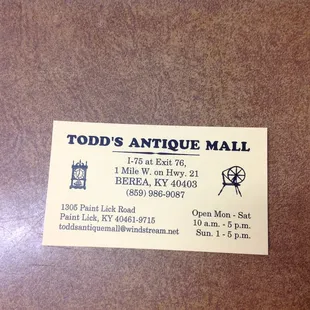 TODD'S ANTIQUE MALL
I-75 at Exit 76,
1 Mile W. on Hwy. 21
BEREA, KY 40403
(859) 986-9087
1305 Paint Lick Road
Paint Lick, KY 40461-9715
toddsantiquemall@windstream.net
Open Mon - Sat
10 a.m. - 5 p.m.
Sun. 1 - 5 p.m.